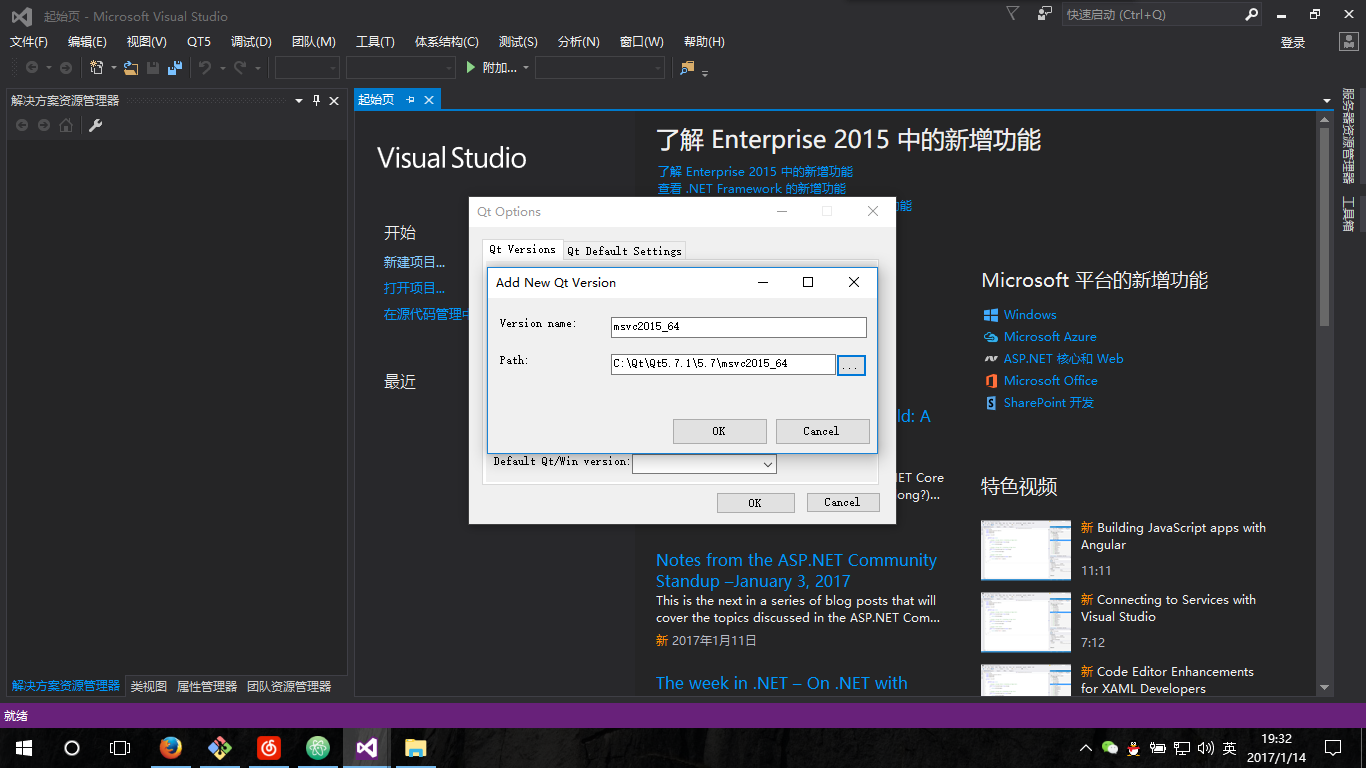 起始页 - Microsoft Visual Studio
快速启动 (Ctrl+Q)
文件(F) 编辑(E) 视图(V) QT5 调试(D) 团队(M) 工具(T) 体系结构(C) 测试(S) 分析(N) 窗口(W) 帮助(H)
登录
附加...
解决方案资源管理器
起始页
服务器资源管理器
工具箱
Visual Studio
开始
新建项目...
打开项目...
在源代码管理中
最近
了解 Enterprise 2015 中的新增功能
了解 Enterprise 2015 中的新增功能
查看 .NET Framework 的新增功能
功能
Qt Options
Qt Versions
Qt Default Settings
Add New Qt Version
Version name:
msvc2015_64
Path:
C:\Qt\Qt5.7.1\5.7\msvc2015_64
...
OK
Cancel
Default Qt/Win version:
OK
Cancel
ld: A
NET Core
ong?)...
Notes from the ASP.NET Community
Standup –January 3, 2017
This is the next in a series of blog posts that will
cover the topics discussed in the ASP.NET Com...
新 2017年1月11日
The week in .NET – On .NET with
Microsoft 平台的新增功能
Windows
Microsoft Azure
ASP.NET 核心和 Web
Microsoft Office
SharePoint 开发
特色视频
新 Building JavaScript apps with
Angular
11:11
新 Connecting to Services with
Visual Studio
7:12
新 Code Editor Enhancements
for XAML Developers
解决方案资源管理器 类视图 属性管理器 团队资源管理器
就绪
英
19:32
2017/1/14